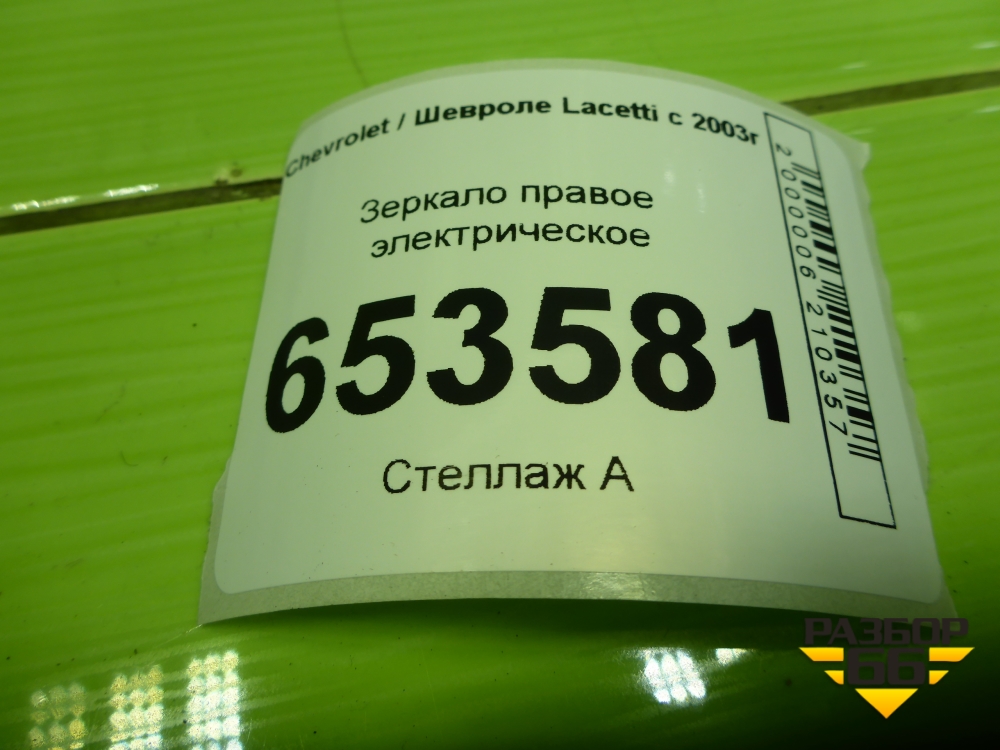 Chevrolet / Шевроле Lacetti с 2003г
Зеркало правое
электрическое
653581
Стеллаж А
2000006210357
РАЗБОР
66